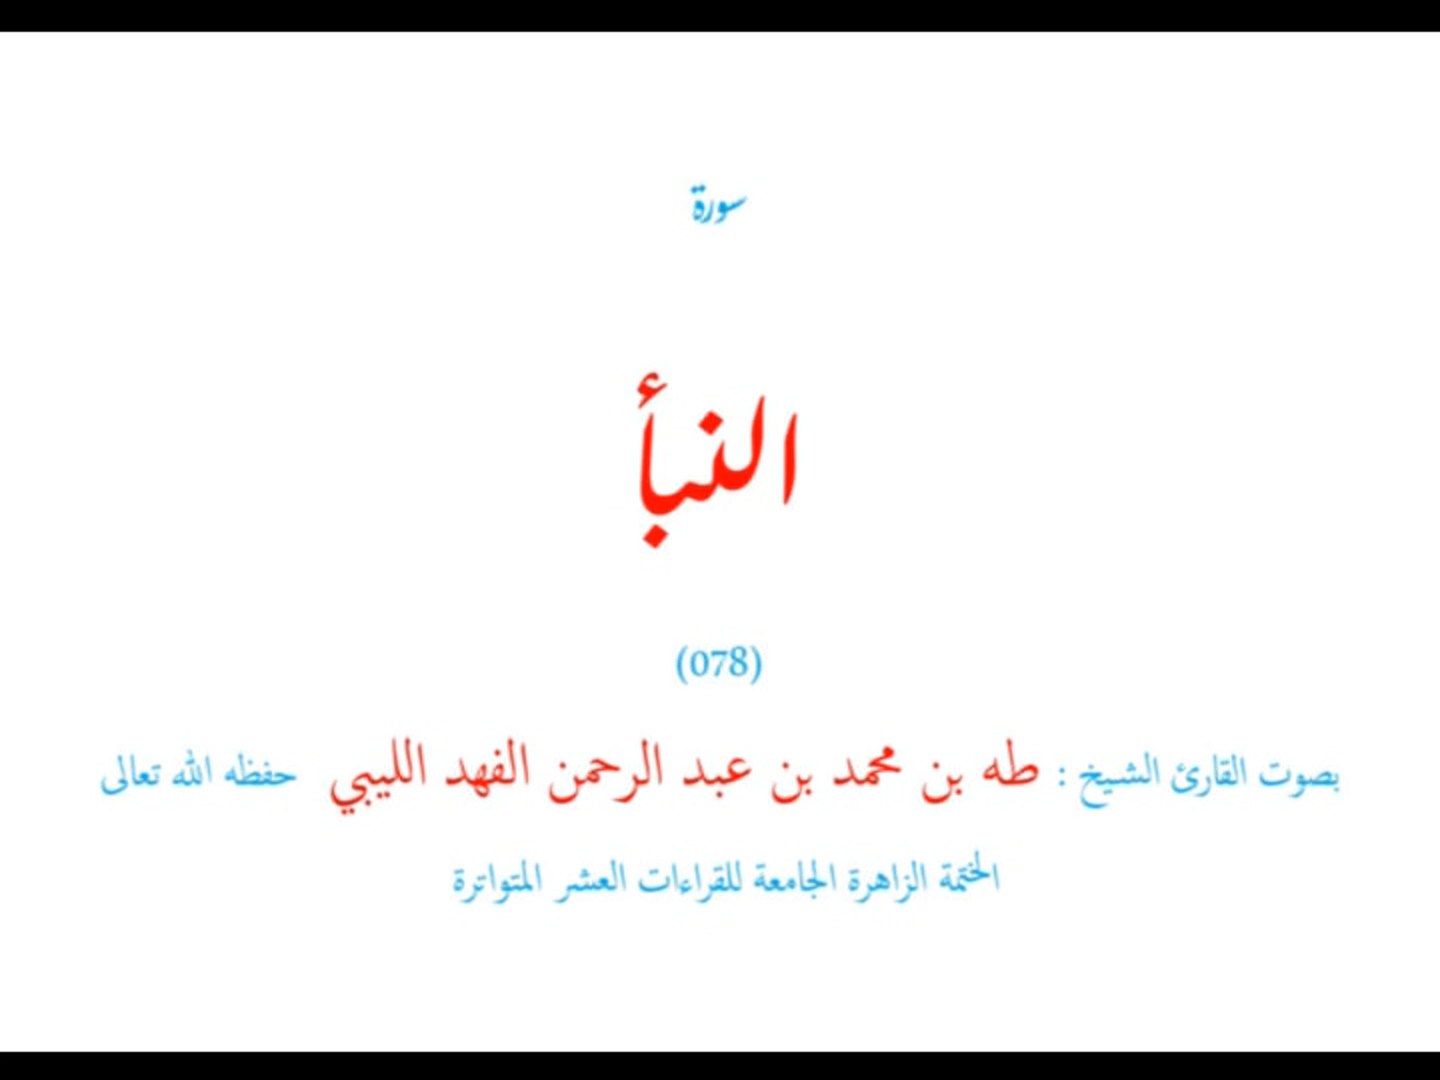 سورة
النبأ
(078)
بصوت القارئ الشيخ : طه بن محمد بن عبد الرحمن الفهد الليبي حفظه الله تعالى
الختمة الزاهرة الجامعة للقراءات العشر المتواترة